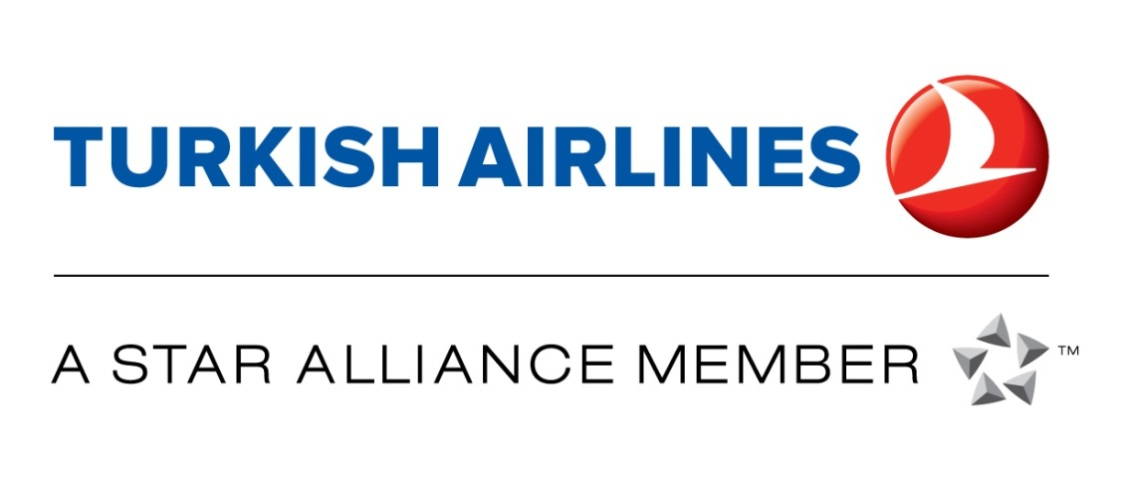 TURKISH AIRLINES
A STAR ALLIANCE MEMBER ™